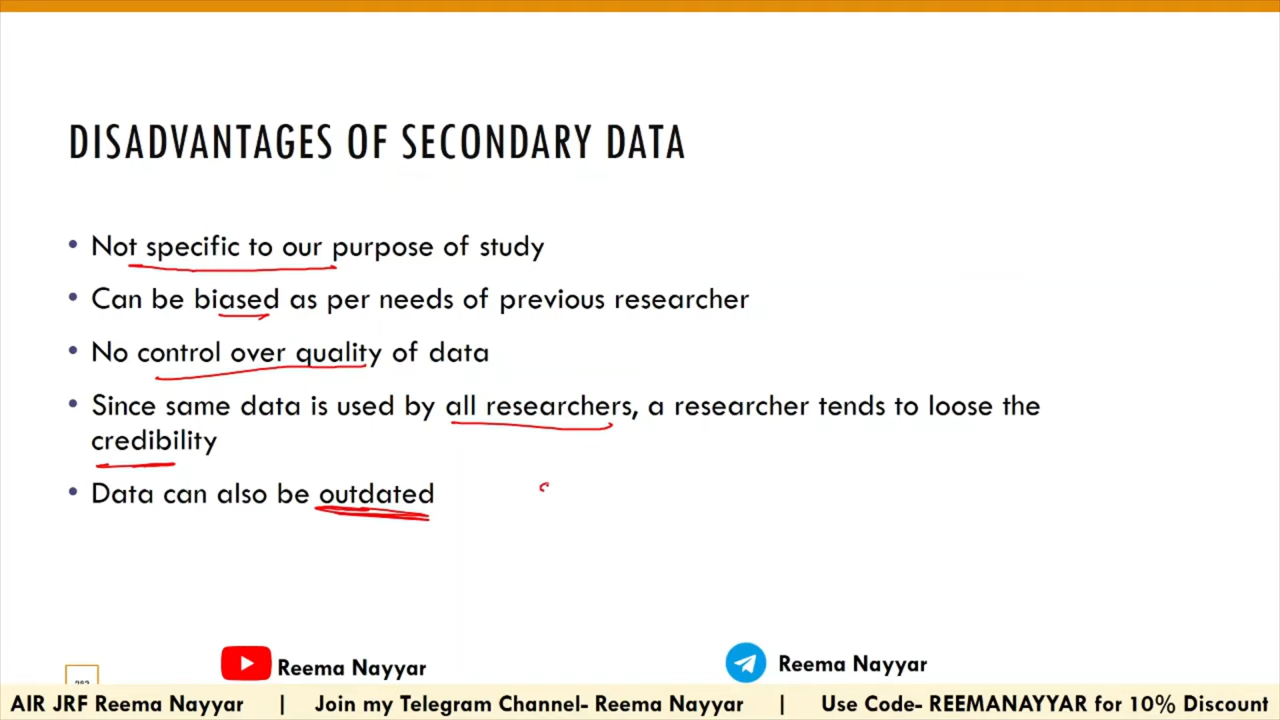 DISADVANTAGES OF SECONDARY DATA
• Not specific to our purpose of study
• Can be biased as per needs of previous researcher
• No control over quality of data
• Since same data is used by all researchers, a researcher tends to loose the
credibility
• Data can also be outdated
Reema Nayyar
Reema Nayyar
AIR JRF Reema Nayyar | Join my Telegram Channel- Reema Nayyar | Use Code- REEMANAYYAR for 10% Discount